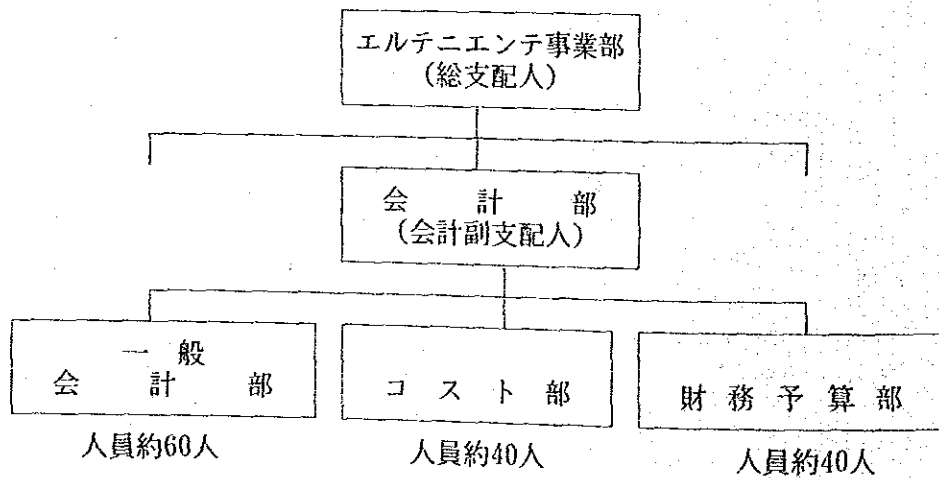 エルテニエンテ事業部
(総支配人)
会計部
(会計副支配人)
一般
会計部
コスト部
財務予算部
人員約60人
人員約40人
人員約40人